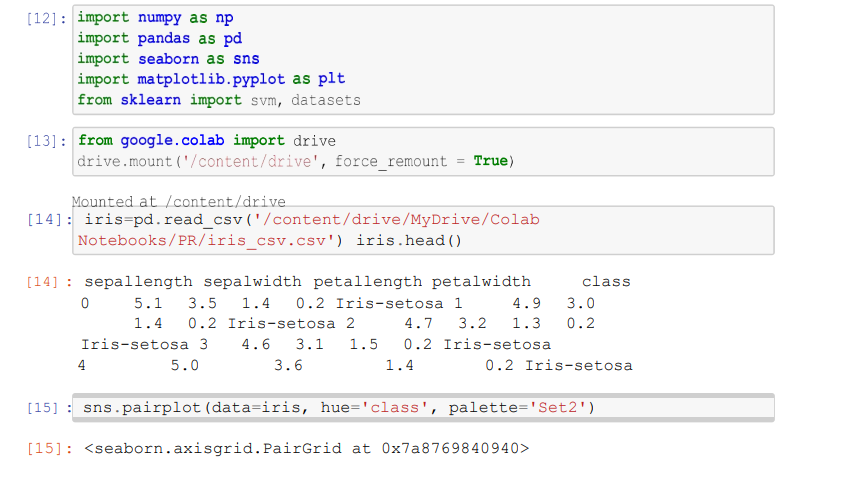 [12]: import numpy as np
import pandas as pd
import seaborn as sns
import matplotlib.pyplot as plt
from sklearn import svm, datasets
[13]: from google.colab import drive
drive.mount('/content/drive', force_remount = True)
Mounted at /content/drive
[14]: iris=pd.read_csv('/content/drive/MyDrive/Colab
Notebooks/PR/iris_csv.csv') iris.head()
[14]: sepallength sepalwidth petallength petalwidth class
0 5.1 3.5 1.4 0.2 Iris-setosa 1 4.9 3.0
1.4 0.2 Iris-setosa 2 4.7 3.2 1.3 0.2
Iris-setosa 3 4.6 3.1 1.5 0.2 Iris-setosa
4 5.0 3.6 1.4 0.2 Iris-setosa
[15]: sns.pairplot(data=iris, hue='class', palette='Set2')
[15]: <seaborn.axisgrid.PairGrid at 0x7a8769840940>